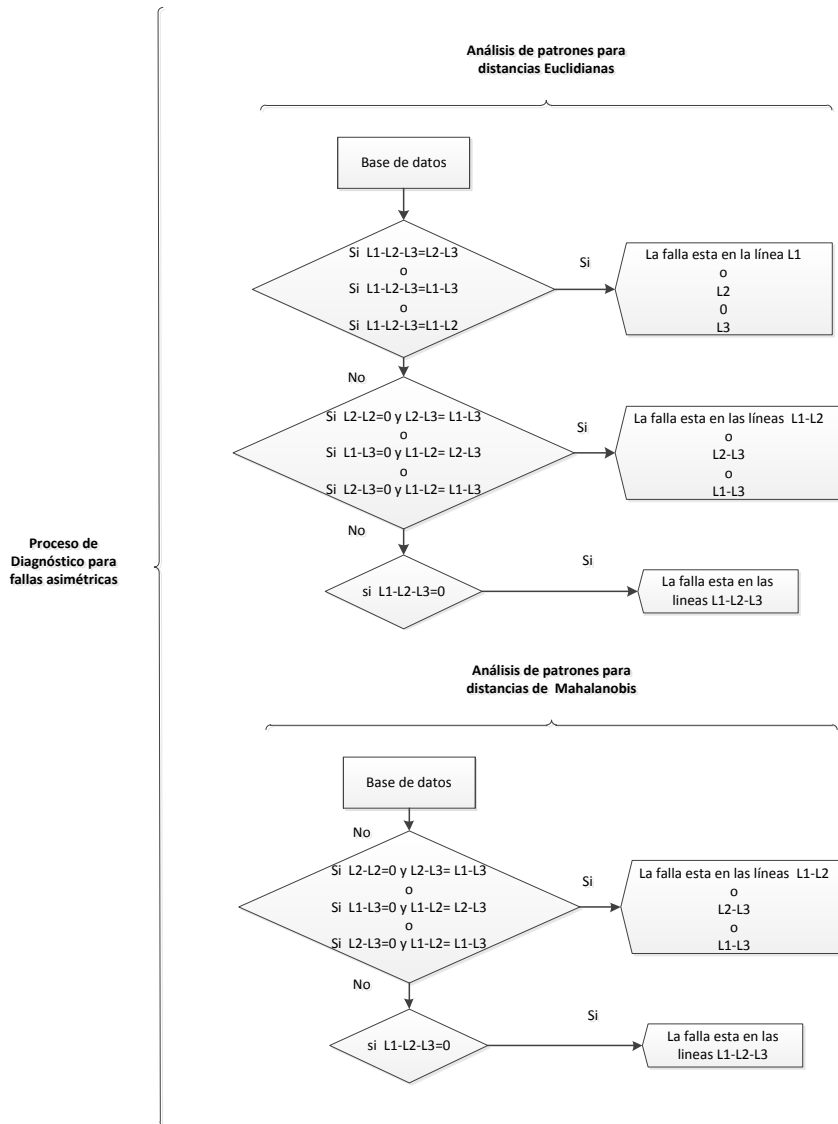 Análisis de patrones para
distancias Euclidianas
Base de datos
Si L1-L2-L3=L2-L3
o
Si L1-L2-L3=L1-L3
o
Si L1-L2-L3=L1-L2
Si
La falla esta en la línea L1
o
L2
0
L3
No
Si L2-L2=0 y L2-L3= L1-L3
o
Si L1-L3=0 y L1-L2= L2-L3
o
Si L2-L3=0 y L1-L2= L1-L3
Si
La falla esta en las líneas L1-L2
o
L2-L3
o
L1-L3
No
Proceso de
Diagnóstico para
fallas asimétricas
si L1-L2-L3=0
Si
La falla esta en las
lineas L1-L2-L3
Análisis de patrones para
distancias de Mahalanobis
Base de datos
No
Si L2-L2=0 y L2-L3= L1-L3
o
Si L1-L3=0 y L1-L2= L2-L3
o
Si L2-L3=0 y L1-L2= L1-L3
Si
La falla esta en las líneas L1-L2
o
L2-L3
o
L1-L3
No
si L1-L2-L3=0
Si
La falla esta en las
lineas L1-L2-L3